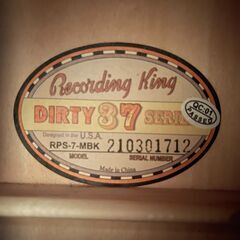 Recording King
DIRTY 37 SERIES
QC:01
PASSED
Designed in the U.S.A.
RPS-7-MBK 210301712
MODEL SERIAL NUMBER
Made in China